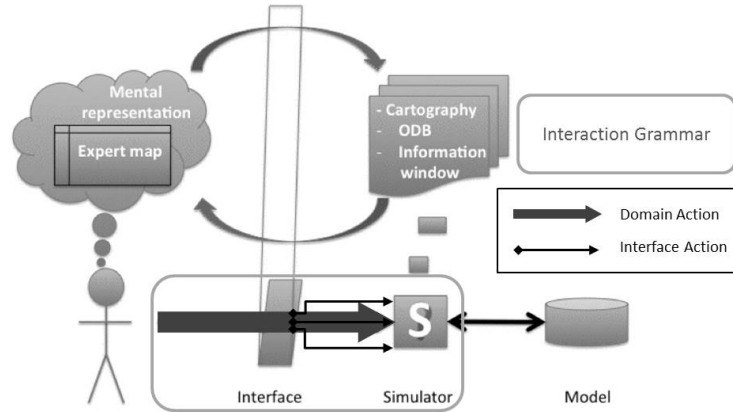 Mental
representation
Expert map
- Cartography
- ODB
- Information
window
Interaction Grammar
Domain Action
Interface Action
S
Interface
Simulator
Model